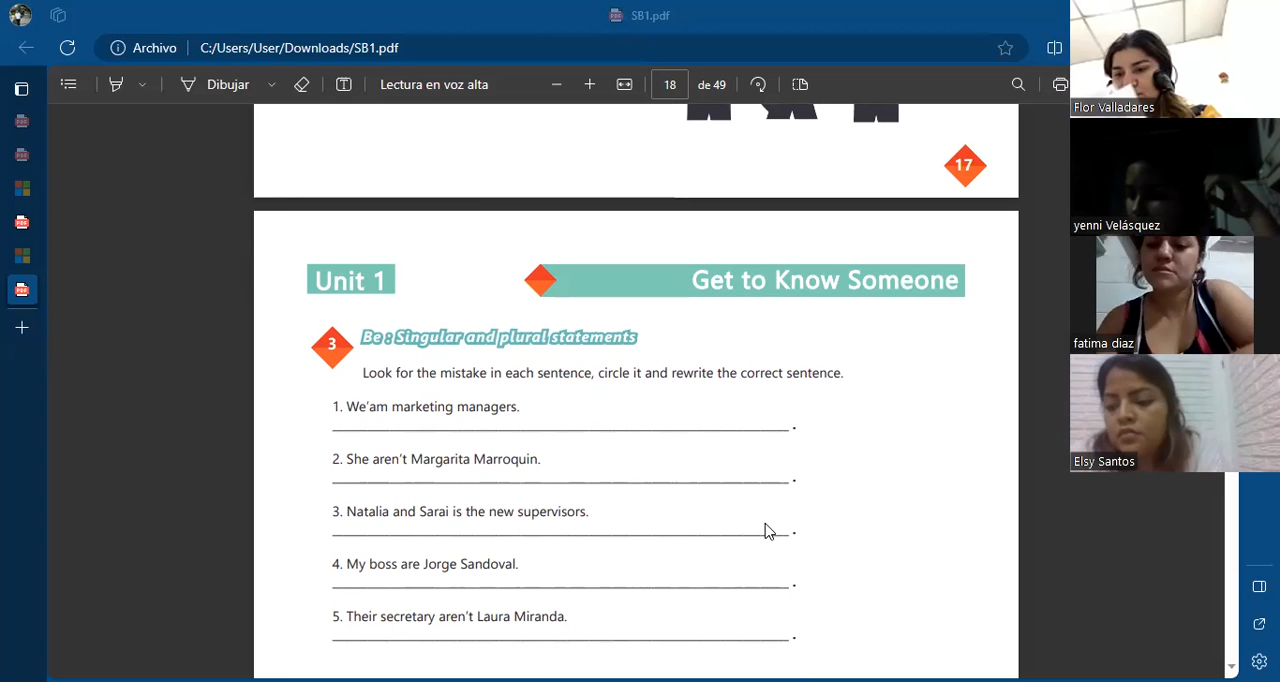 SB1.pdf
Archivo
C:/Users/User/Downloads/SB1.pdf
Dibujar
Lectura en voz alta
18
de 49
17
Unit 1
Get to Know Someone
3
Be : Singular and plural statements
Look for the mistake in each sentence, circle it and rewrite the correct sentence.
1. We'am marketing managers.
2. She aren't Margarita Marroquin.
3. Natalia and Sarai is the new supervisors.
4. My boss are Jorge Sandoval.
5. Their secretary aren't Laura Miranda.
Flor Valladares
yenni Velásquez
fatima diaz
Elsy Santos